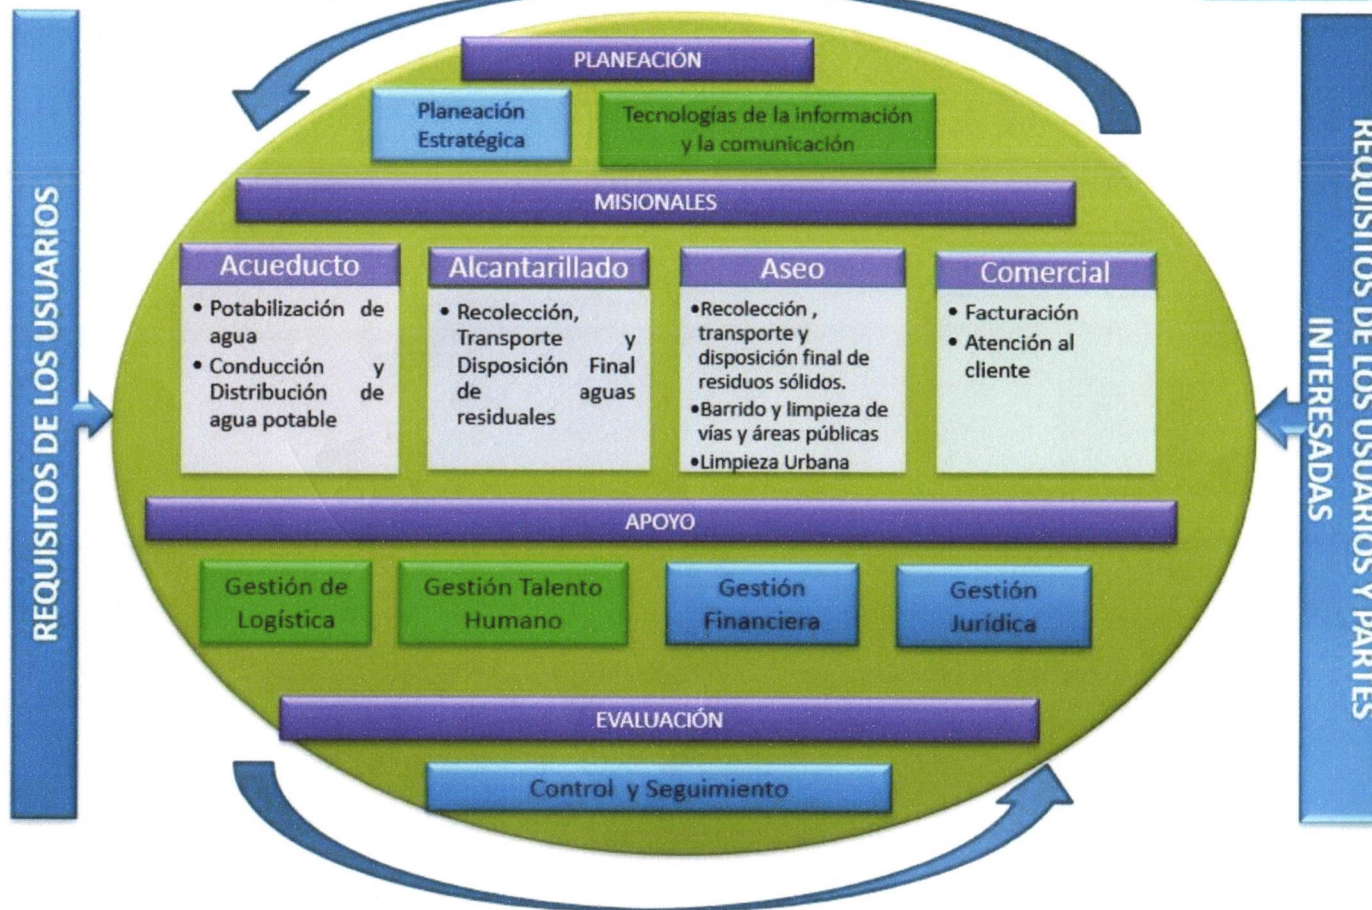 PLANEACIÓN
Planeación
Estratégica
Tecnologías de la información
y la comunicación
MISIONALES
Acueducto
• Potabilización de
agua
• Conducción y
Distribución de
agua potable
Alcantarillado
• Recolección,
Transporte y
Disposición Final
de aguas
residuales
Aseo
•Recolección ,
transporte y
disposición final de
residuos sólidos.
•Barrido y limpieza de
vías y áreas públicas
•Limpieza Urbana
Comercial
• Facturación
• Atención al
cliente
APOYO
Gestión de
Logística
Gestión Talento
Humano
Gestión
Financiera
Gestión
Jurídica
EVALUACIÓN
Control y Seguimiento
REQUISITOS DE LOS USUARIOS
REQUISITOS DE LOS USUARIOS Y PARTES
INTERESADAS